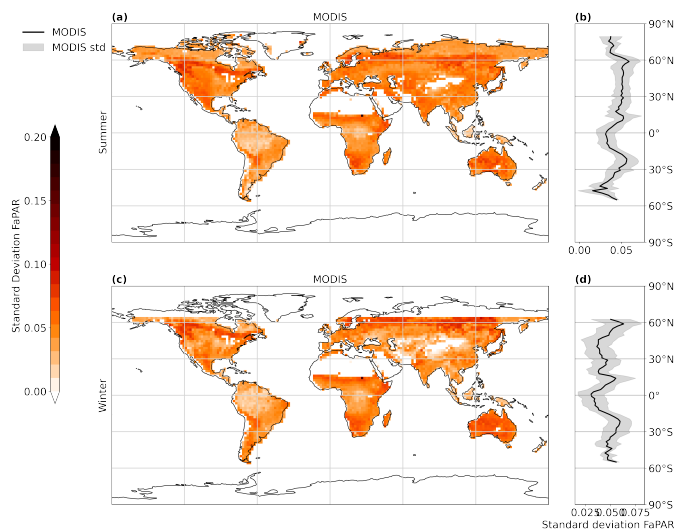 MODIS
MODIS std
(a)
MODIS
(b)
90°N
60°N
30°N
0°
30°S
60°S
90°S
0.00
0.05
Summer
0.20
0.15
0.10
0.05
0.00
Standard Deviation FaPAR
(c)
MODIS
(d)
90°N
60°N
30°N
0°
30°S
60°S
90°S
Winter
0.025
0.050
0.075
Standard deviation FaPAR